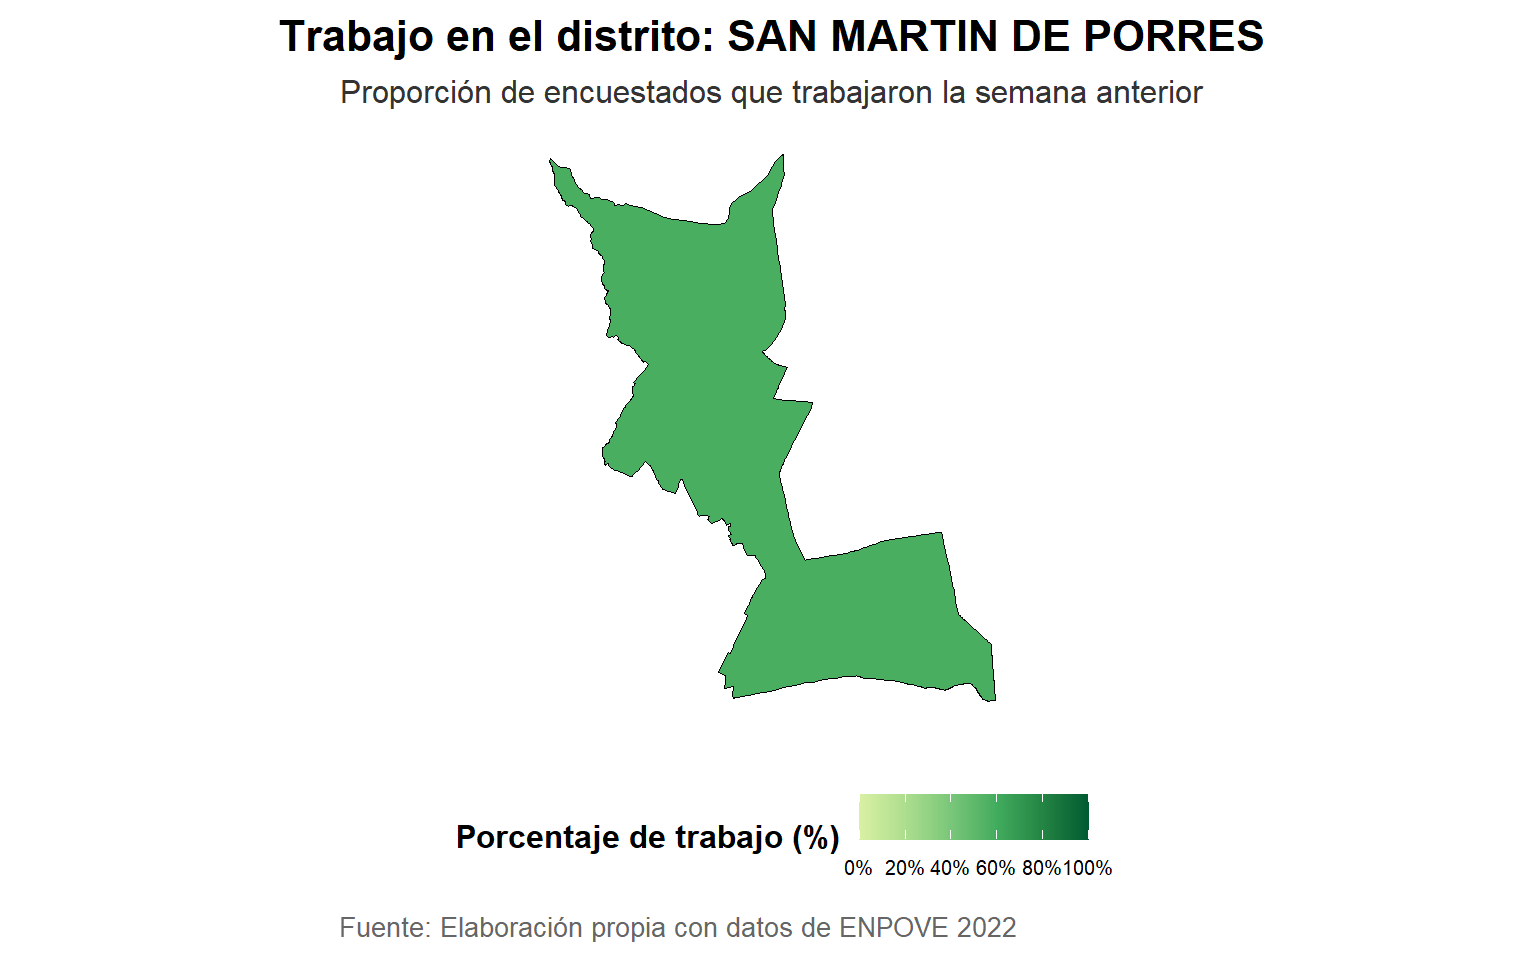 Trabajo en el distrito: SAN MARTIN DE PORRES
Proporción de encuestados que trabajaron la semana anterior
Porcentaje de trabajo (%)
0% 20% 40% 60% 80% 100%
Fuente: Elaboración propia con datos de ENPOVE 2022